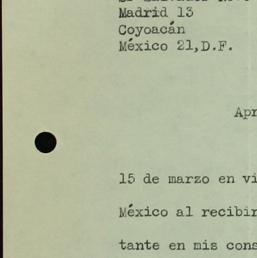 Madrid 13
Coyoacán
México 21,D.F.
Apr
15 de marzo en vi
México al recibir
tante en mis cons